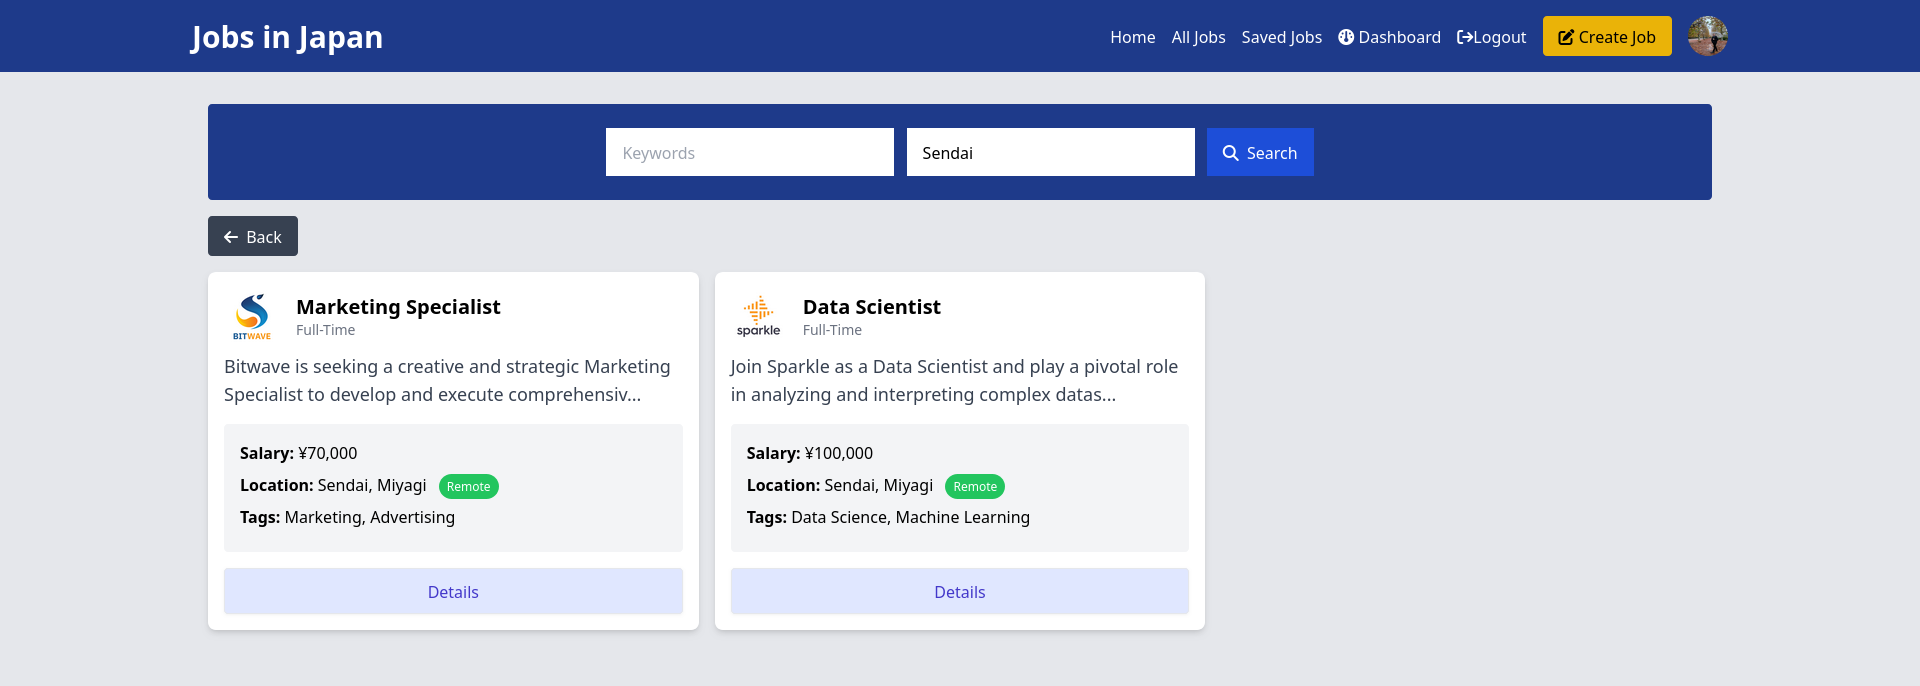 Jobs in Japan
Home All Jobs Saved Jobs Dashboard Logout Create Job
Keywords
Sendai
Search
Back
BITWAVE
Marketing Specialist
Full-Time
Bitwave is seeking a creative and strategic Marketing
Specialist to develop and execute comprehensiv...
Salary: ¥70,000
Location: Sendai, Miyagi Remote
Tags: Marketing, Advertising
Details
sparkle
Data Scientist
Full-Time
Join Sparkle as a Data Scientist and play a pivotal role
in analyzing and interpreting complex datas...
Salary: ¥100,000
Location: Sendai, Miyagi Remote
Tags: Data Science, Machine Learning
Details